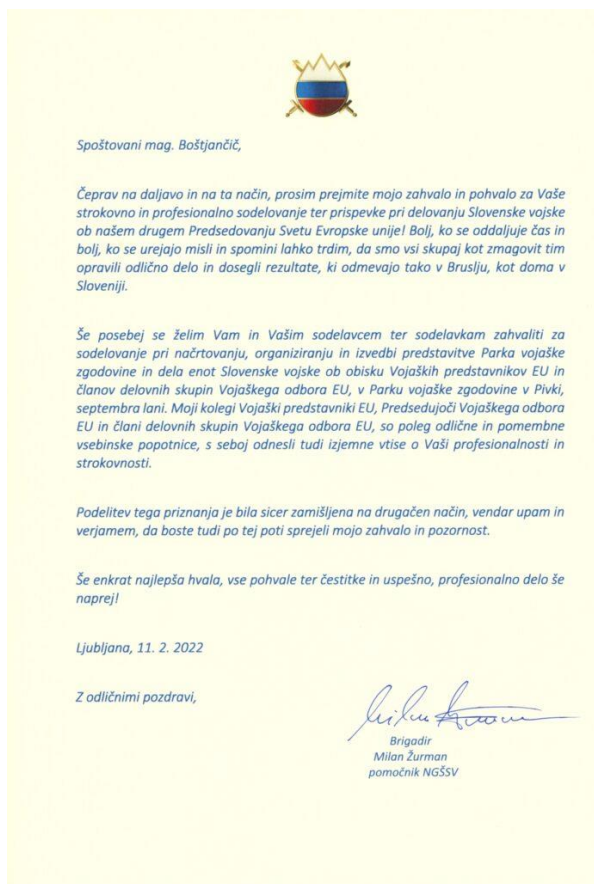 Spoštovani mag. Boštjančič,
Čeprav na daljavo in na ta način, prosim prejmite mojo zahvalo in pohvalo za Vaše
strokovno in profesionalno sodelovanje ter prispevke pri delovanju Slovenske vojske
ob našem drugem Predsedovanju Svetu Evropske unije! Bolj, ko se oddaljuje čas in
bolj, ko se urejajo misli in spomini lahko trdim, da smo vsi skupaj kot zmagovit tim
opravili odlično delo in dosegli rezultate, ki odmevajo tako v Bruslju, kot doma v
Sloveniji.
Še posebej se želim Vam in Vašim sodelavcem ter sodelavkam zahvaliti za
sodelovanje pri načrtovanju, organiziranju in izvedbi predstavitve Parka vojaške
zgodovine in dela enot Slovenske vojske ob obisku Vojaških predstavnikov EU in
članov delovnih skupin Vojaškega odbora EU, v Parku vojaške zgodovine v Pivki,
septembra lani. Moji kolegi Vojaški predstavniki EU, Predsedujoči Vojaškega odbora
EU in člani delovnih skupin Vojaškega odbora EU, so poleg odlične in pomembne
vsebinske popotnice, s seboj odnesli tudi izjemne vtise o Vaši profesionalnosti in
strokovnosti.
Podelitev tega priznanja je bila sicer zamišljena na drugačen način, vendar upam in
verjamem, da boste tudi po tej poti sprejeli mojo zahvalo in pozornost.
Še enkrat najlepša hvala, vse pohvale ter čestitke in uspešno, profesionalno delo še
naprej!
Ljubljana, 11. 2. 2022
Z odličnimi pozdravi,
Brigadir
Milan Žurman
pomočnik NGŠSV